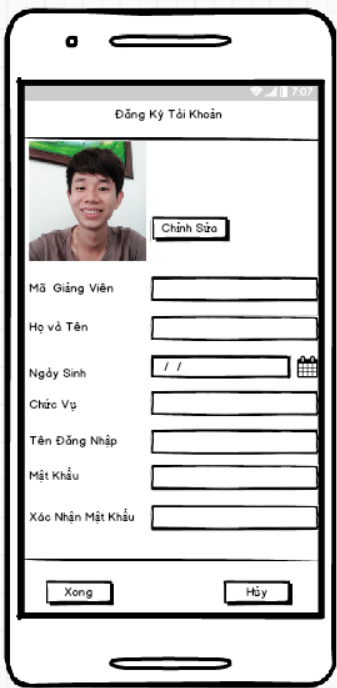 7:07
Đăng Ký Tài Khoản
Chỉnh Sửa
Mã Giảng Viên
Họ và Tên
Ngày Sinh
/ /
Chức Vụ
Tên Đăng Nhập
Mật Khẩu
Xác Nhận Mật Khẩu
Xong
Hủy